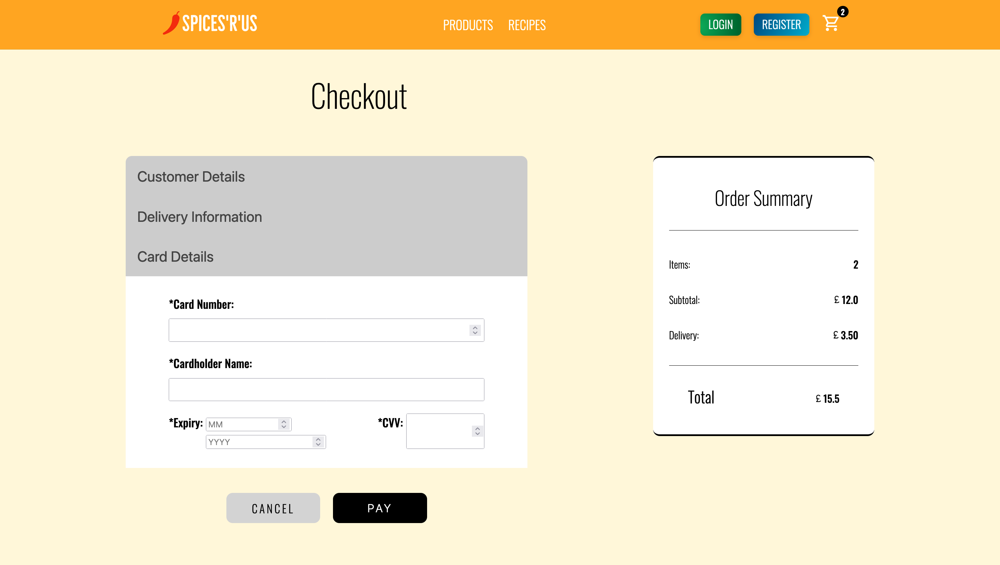 SPICES'R'US
PRODUCTS RECIPES
LOGIN REGISTER 2
Checkout
Customer Details
Delivery Information
Card Details
*Card Number:
*Cardholder Name:
*Expiry: MM
YYYY
*CVV:
CANCEL PAY
Order Summary
Items: 2
Subtotal: £ 12.0
Delivery: £ 3.50
Total £ 15.5